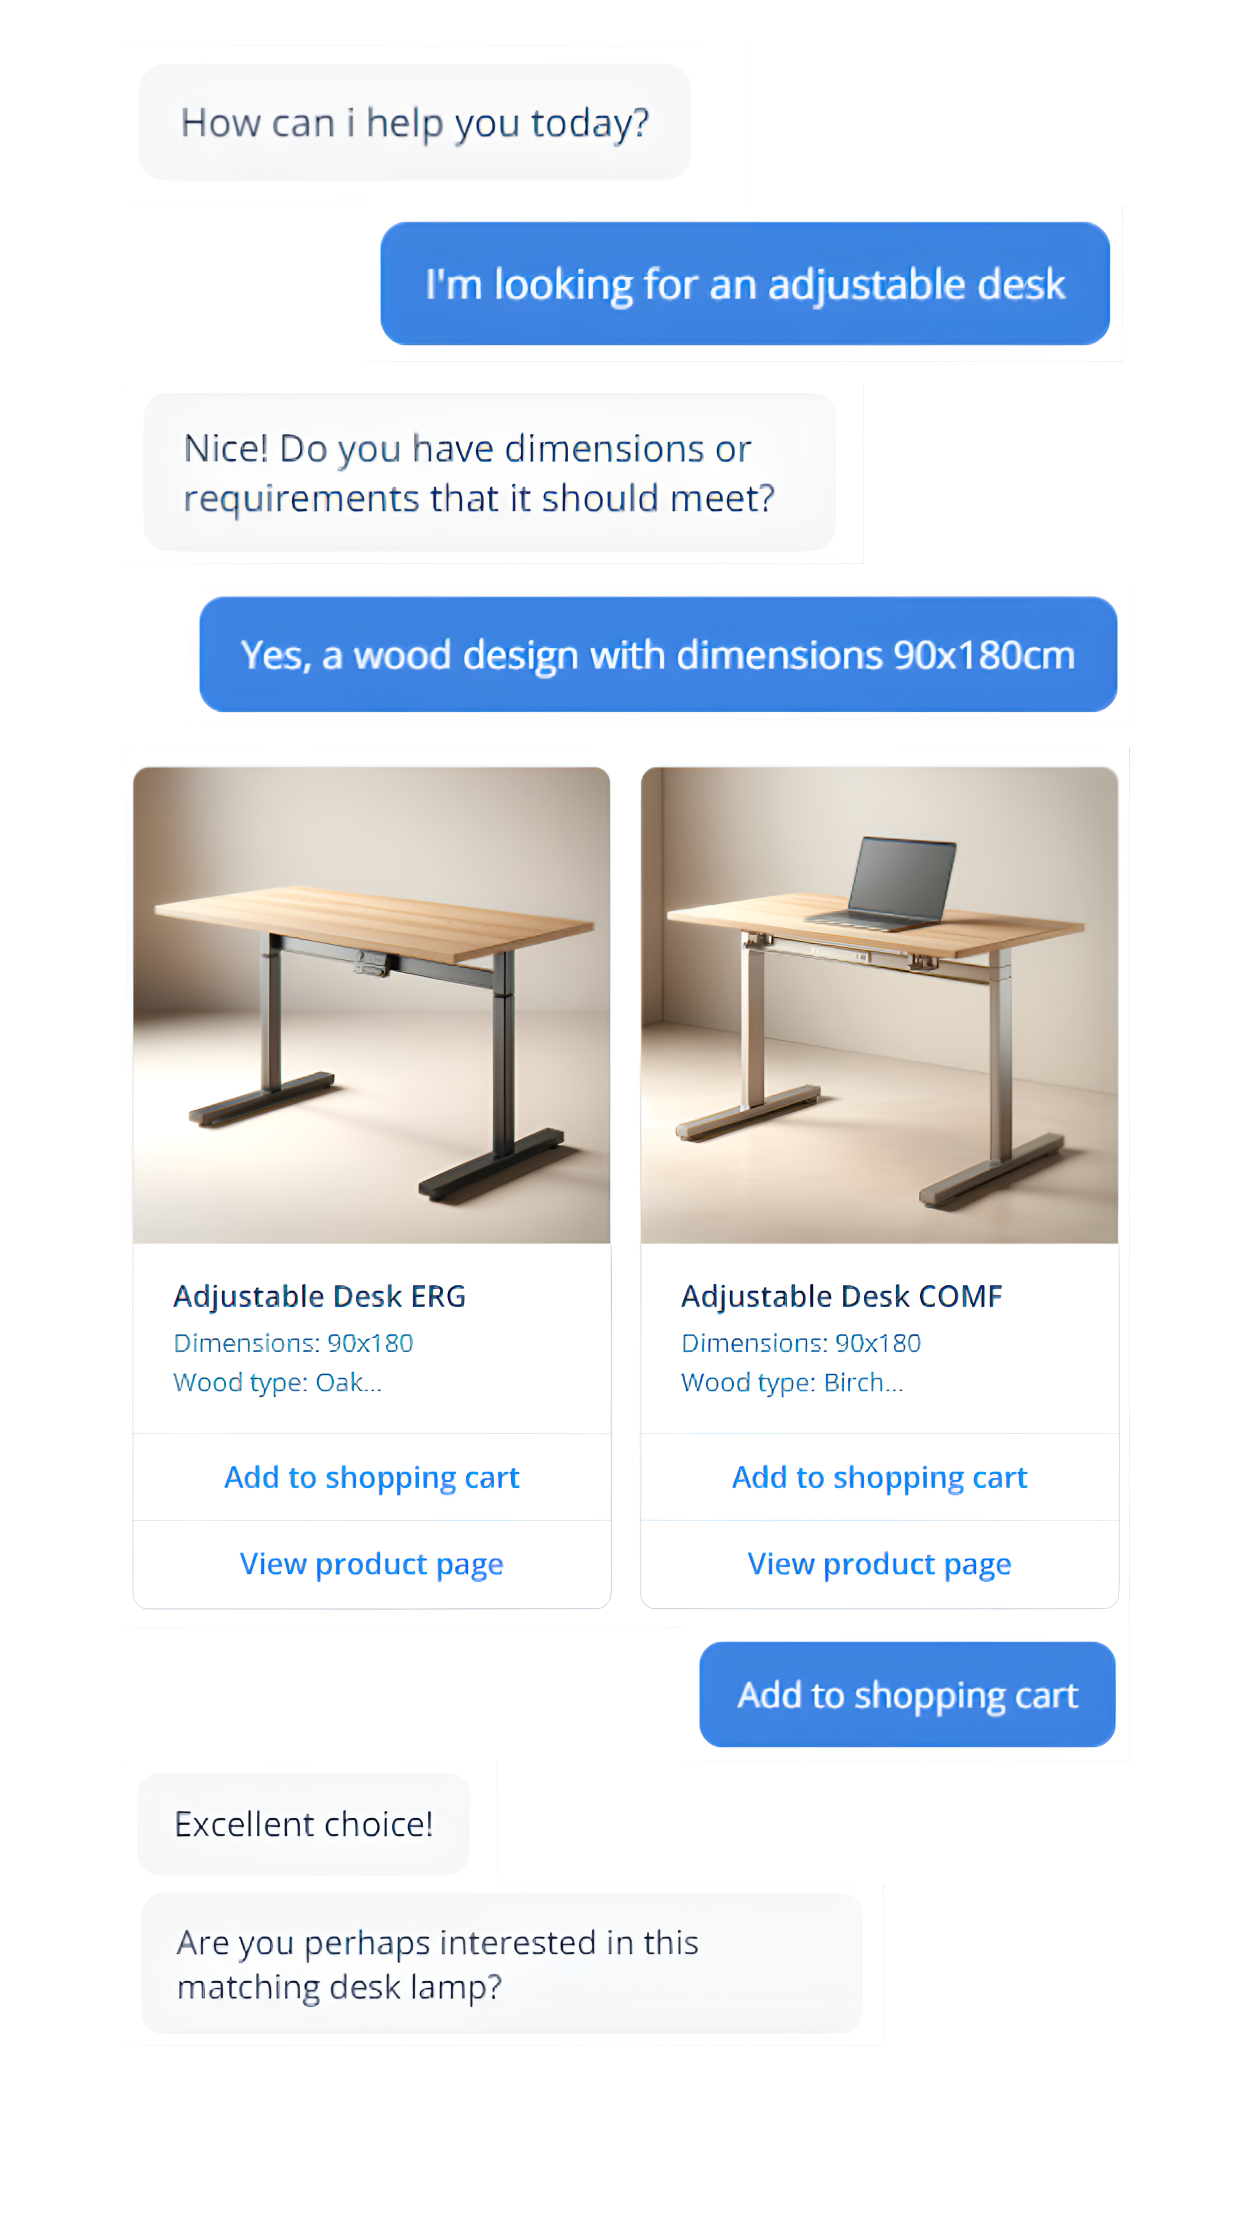 How can i help you today?
I'm looking for an adjustable desk
Nice! Do you have dimensions or
requirements that it should meet?
Yes, a wood design with dimensions 90x180cm
Adjustable Desk ERG
Dimensions: 90x180
Wood type: Oak...
Add to shopping cart
View product page
Adjustable Desk COMF
Dimensions: 90x180
Wood type: Birch...
Add to shopping cart
View product page
Add to shopping cart
Excellent choice!
Are you perhaps interested in this
matching desk lamp?